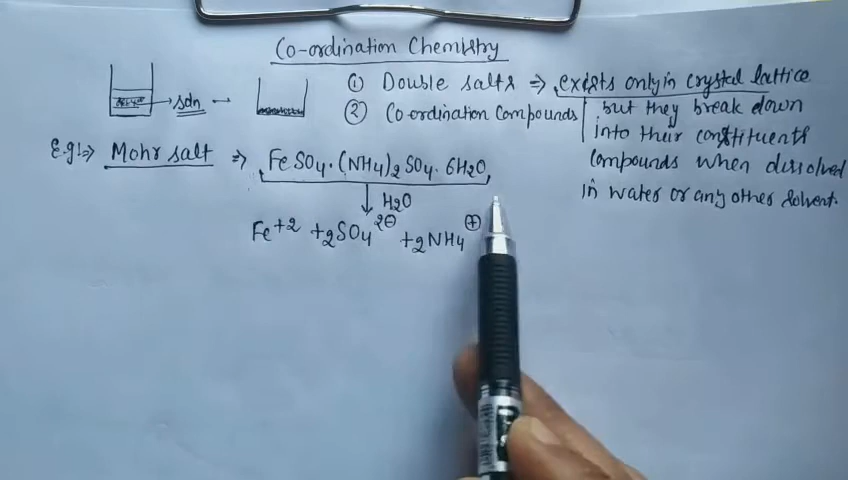 Co-ordination Chemistry
→ soln →
① Double salts ⇒ exists only in crystal lattice
② Co ordination compounds
but they break down
into their constituents
compounds when dissolved
in water or any other solvent.
E.g:⇒ Mohr salt ⇒ FeSO4·(NH4)2SO4·6H2O
↓ H2O
Fe+2 + 2SO4 2⊖ + 2NH4 ⊕